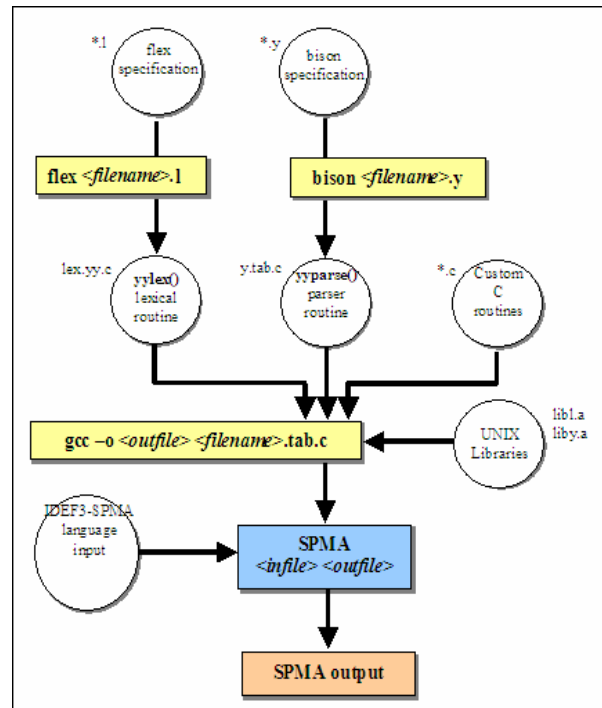 *.l
flex
specification
*.y
bison
specification
flex <filename>.l
bison <filename>.y
lex.yy.c
yylex()
lexical
routine
y.tab.c
yyparse()
parser
routine
*.c
Custom
C
routines
gcc –o <outfile> <filename>.tab.c
UNIX
Libraries
libl.a
liby.a
IDEF3-SPMA
language
input
SPMA
<infile> <outfile>
SPMA output